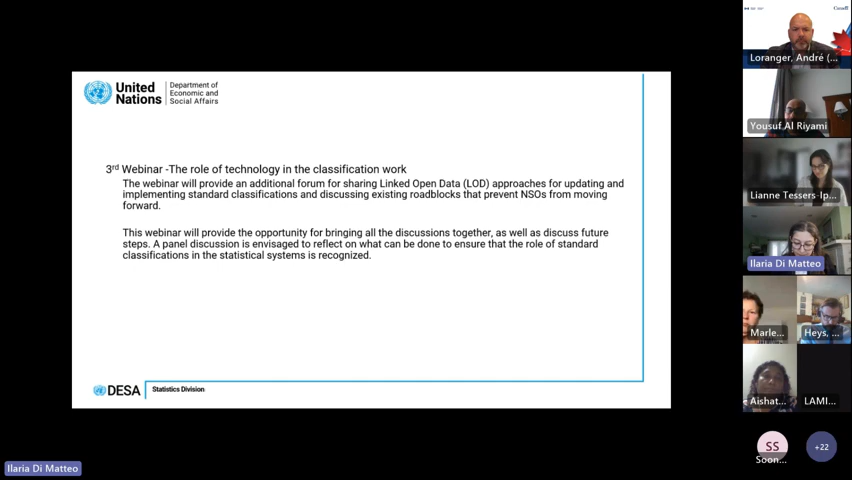 Canada
Loranger, André (...
Yousuf Al Riyami
Lianne Tessers-Ip...
Ilaria Di Matteo
Marle...
Heys, ...
Aishat...
LAMI...
SS
+22
Soon...
United Nations
Department of
Economic and
Social Affairs
3rd Webinar -The role of technology in the classification work
The webinar will provide an additional forum for sharing Linked Open Data (LOD) approaches for updating and
implementing standard classifications and discussing existing roadblocks that prevent NSOs from moving
forward.
This webinar will provide the opportunity for bringing all the discussions together, as well as discuss future
steps. A panel discussion is envisaged to reflect on what can be done to ensure that the role of standard
classifications in the statistical systems is recognized.
DESA
Statistics Division
Ilaria Di Matteo